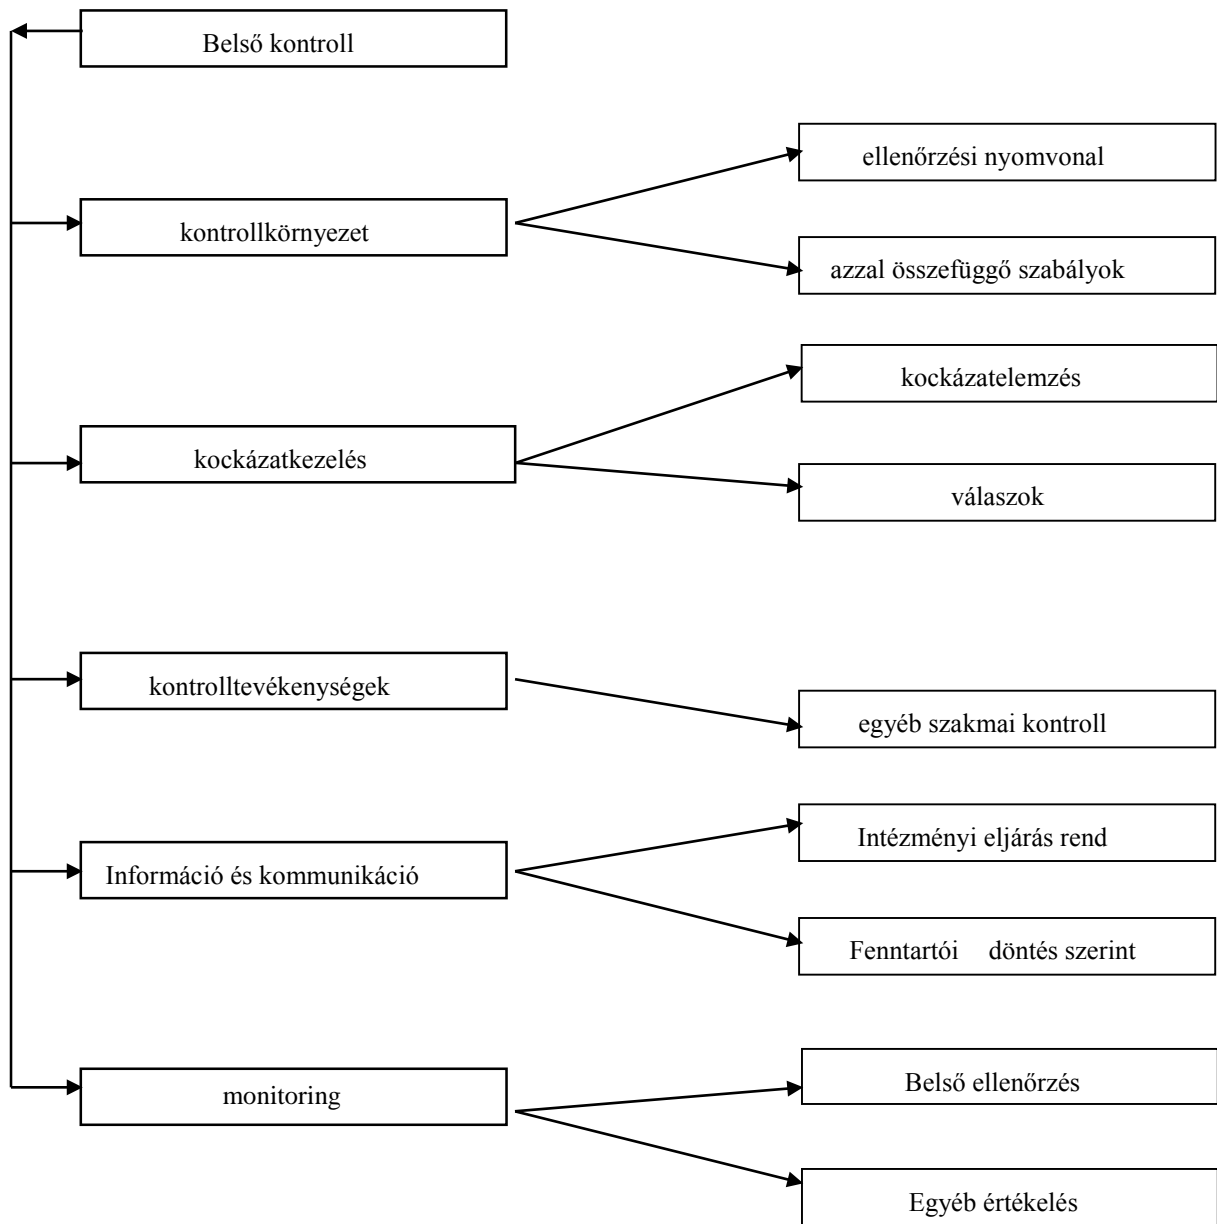 Belső kontroll
ellenőrzési nyomvonal
kontrollkörnyezet
azzal összefüggő szabályok
kockázatelemzés
kockázatkezelés
válaszok
kontrolltevékenységek
egyéb szakmai kontroll
Intézményi eljárás rend
Információ és kommunikáció
Fenntartói döntés szerint
Belső ellenőrzés
monitoring
Egyéb értékelés